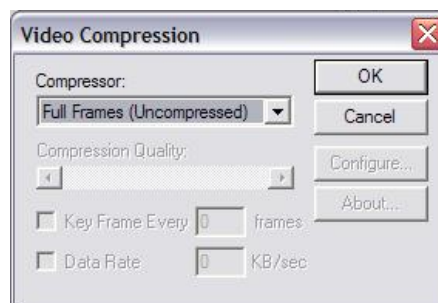 Video Compression
Compressor:
Full Frames (Uncompressed)
Compression Quality:
Key Frame Every 0 frames
Data Rate 0 KB/sec
OK
Cancel
Configure...
About...